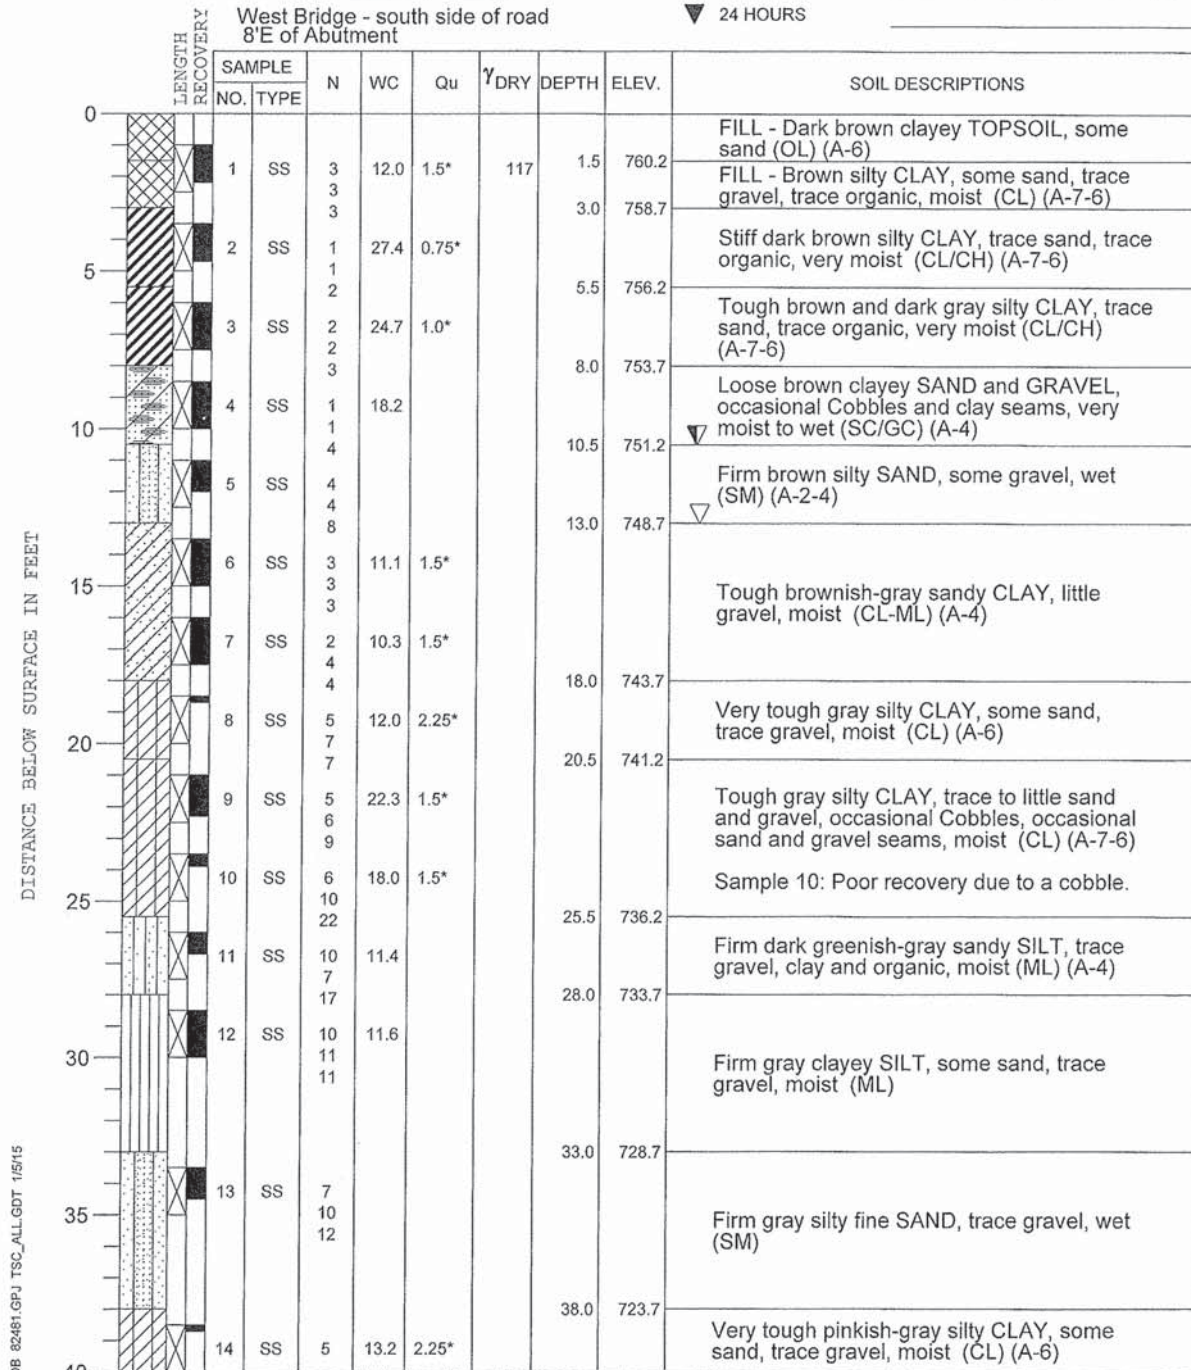 West Bridge - south side of road
8'E of Abutment
▼ 24 HOURS
LENGTH
RECOVERY
SAMPLE
NO. TYPE N WC Qu γDRY DEPTH ELEV. SOIL DESCRIPTIONS
0
FILL - Dark brown clayey TOPSOIL, some
sand (OL) (A-6)
1.5 760.2
1 SS 3 12.0 1.5* 117
3
3
FILL - Brown silty CLAY, some sand, trace
gravel, trace organic, moist (CL) (A-7-6)
3.0 758.7
2 SS 1 27.4 0.75*
1
2
Stiff dark brown silty CLAY, trace sand, trace
organic, very moist (CL/CH) (A-7-6)
5
5.5 756.2
3 SS 2 24.7 1.0*
2
3
Tough brown and dark gray silty CLAY, trace
sand, trace organic, very moist (CL/CH)
(A-7-6)
8.0 753.7
4 SS 1 18.2
1
4
Loose brown clayey SAND and GRAVEL,
occasional Cobbles and clay seams, very
moist to wet (SC/GC) (A-4)
10
10.5 751.2
5 SS 4
4
8
Firm brown silty SAND, some gravel, wet
(SM) (A-2-4)
13.0 748.7
6 SS 3 11.1 1.5*
3
3
15
Tough brownish-gray sandy CLAY, little
gravel, moist (CL-ML) (A-4)
7 SS 2 10.3 1.5*
4
4
18.0 743.7
8 SS 5 12.0 2.25*
7
7
Very tough gray silty CLAY, some sand,
trace gravel, moist (CL) (A-6)
20
20.5 741.2
9 SS 5 22.3 1.5*
6
9
Tough gray silty CLAY, trace to little sand
and gravel, occasional Cobbles, occasional
sand and gravel seams, moist (CL) (A-7-6)
10 SS 6 18.0 1.5*
10
22
Sample 10: Poor recovery due to a cobble.
25
25.5 736.2
11 SS 10 11.4
7
17
Firm dark greenish-gray sandy SILT, trace
gravel, clay and organic, moist (ML) (A-4)
28.0 733.7
12 SS 10 11.6
11
11
30
Firm gray clayey SILT, some sand, trace
gravel, moist (ML)
33.0 728.7
13 SS 7
10
12
35
Firm gray silty fine SAND, trace gravel, wet
(SM)
38.0 723.7
14 SS 5 13.2 2.25*
Very tough pinkish-gray silty CLAY, some
sand, trace gravel, moist (CL) (A-6)
40
DISTANCE BELOW SURFACE IN FEET
82481.GPJ TSC_ALL.GDT 1/5/15